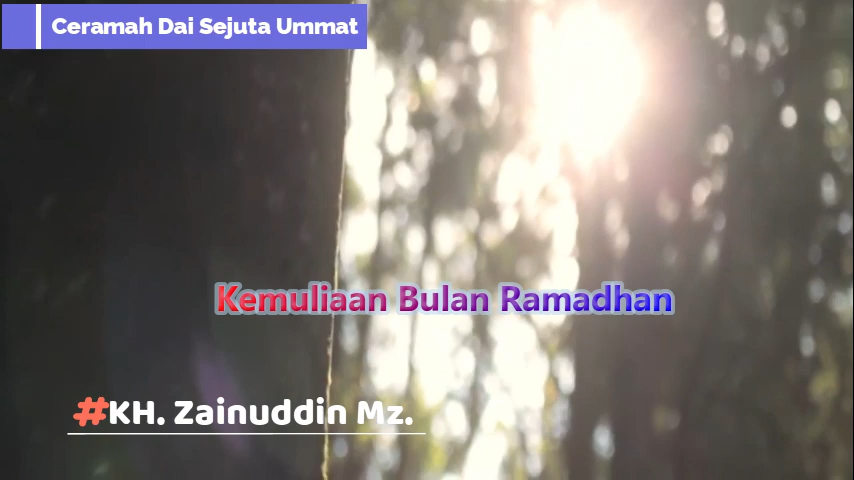 Ceramah Dai Sejuta Ummat
Kemuliaan Bulan Ramadhan
#KH. Zainuddin Mz.